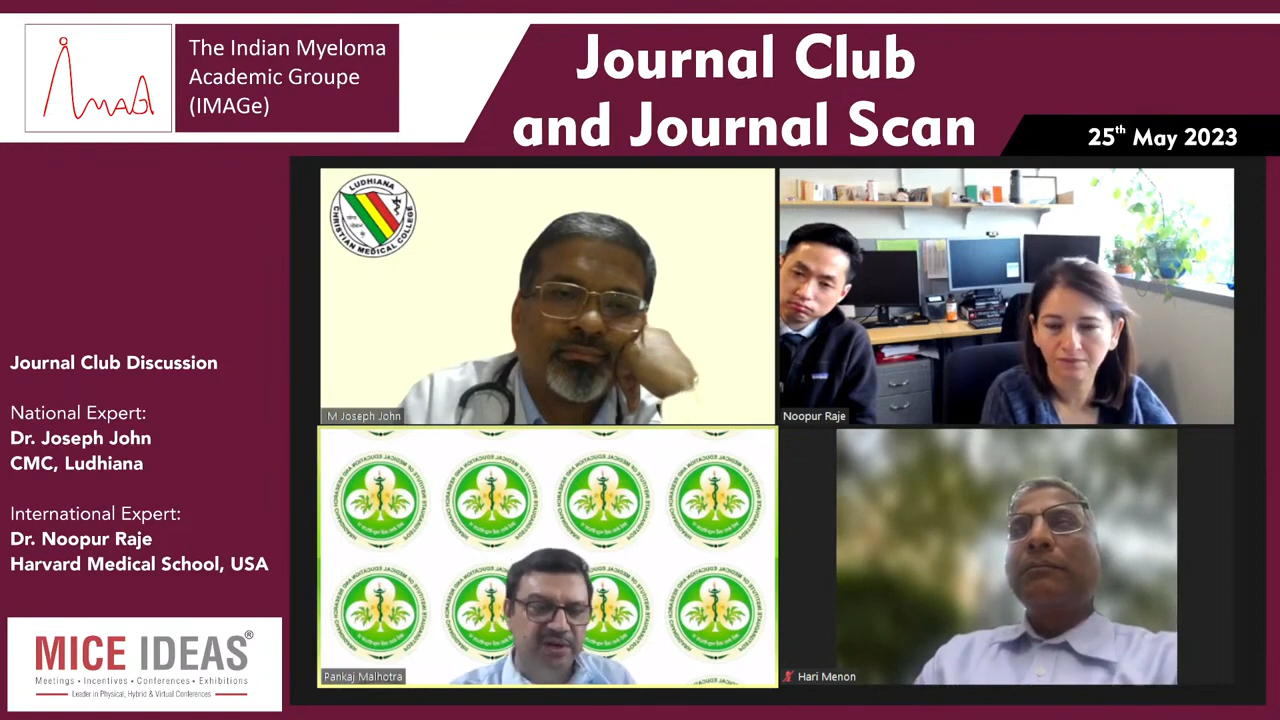 The Indian Myeloma
Academic Groupe
(IMAGe)
Journal Club
and Journal Scan
25th May 2023
LUDHIANA
CHRISTIAN MEDICAL COLLEGE
M Joseph John
Noopur Raje
Pankaj Malhotra
Hari Menon
Journal Club Discussion
National Expert:
Dr. Joseph John
CMC, Ludhiana
International Expert:
Dr. Noopur Raje
Harvard Medical School, USA
MICE IDEAS®
Meetings • Incentives • Conferences • Exhibitions
Leader in Physical, Hybrid & Virtual Conferences